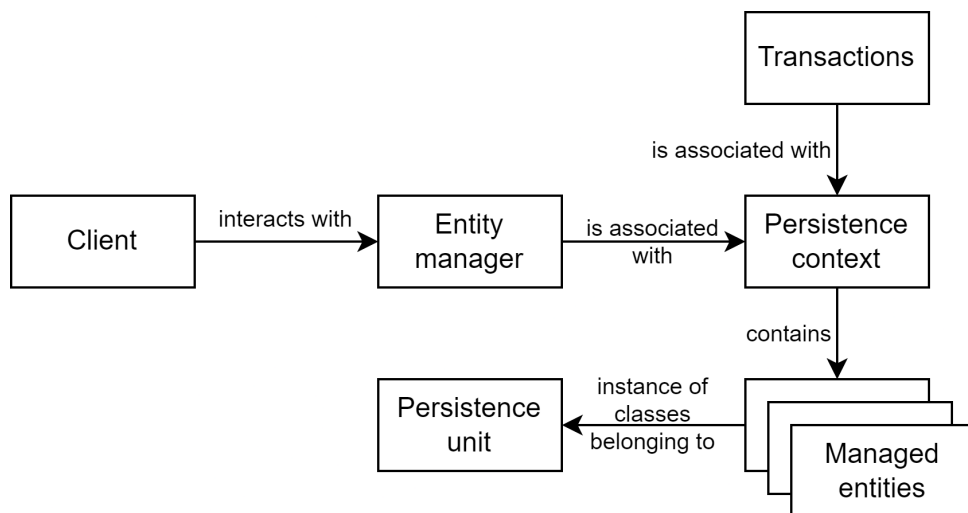 Transactions
is associated with
Client
interacts with
Entity
manager
is associated
with
Persistence
context
contains
Persistence
unit
instance of
classes
belonging to
Managed
entities